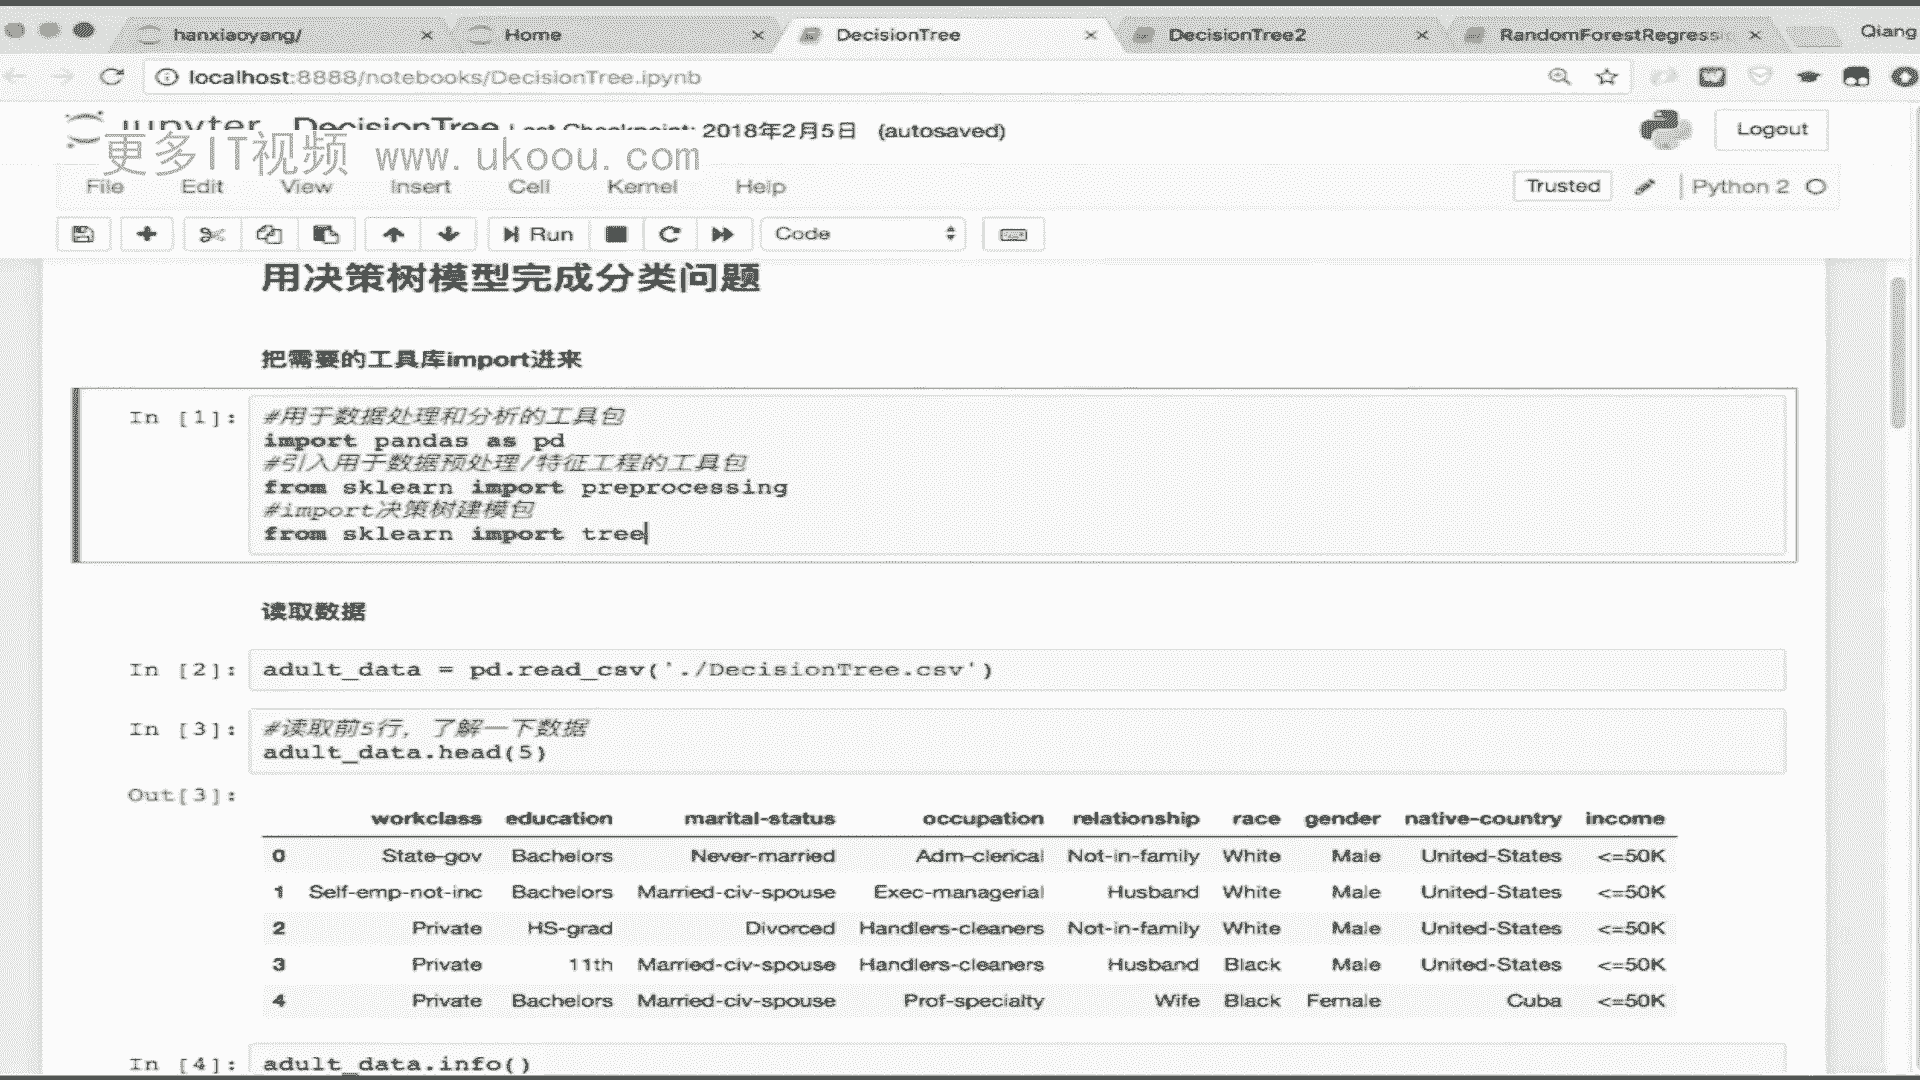 hanxiaoyang/
Home
DecisionTree
DecisionTree2
RandomForestRegressi
Qiang
localhost:8888/notebooks/DecisionTree.ipynb
jupyter DecisionTree Last Checkpoint: 2018年2月5日 (autosaved)
Logout
更多IT视频 www.ukoou.com
File Edit View Insert Cell Kernel Help
Trusted
Python 2
Run
Code
用决策树模型完成分类问题
把需要的工具库import进来
In [1]:
#用于数据处理和分析的工具包
import pandas as pd
#引入用于数据预处理/特征工程的工具包
from sklearn import preprocessing
#import决策树建模包
from sklearn import tree
读取数据
In [2]: adult_data = pd.read_csv('./DecisionTree.csv')
In [3]: #读取前5行，了解一下数据
adult_data.head(5)
Out[3]:
workclass education marital-status occupation relationship race gender native-country income
0 State-gov Bachelors Never-married Adm-clerical Not-in-family White Male United-States <=50K
1 Self-emp-not-inc Bachelors Married-civ-spouse Exec-managerial Husband White Male United-States <=50K
2 Private HS-grad Divorced Handlers-cleaners Not-in-family White Male United-States <=50K
3 Private 11th Married-civ-spouse Handlers-cleaners Husband Black Male United-States <=50K
4 Private Bachelors Married-civ-spouse Prof-specialty Wife Black Female Cuba <=50K
In [4]: adult_data.info()